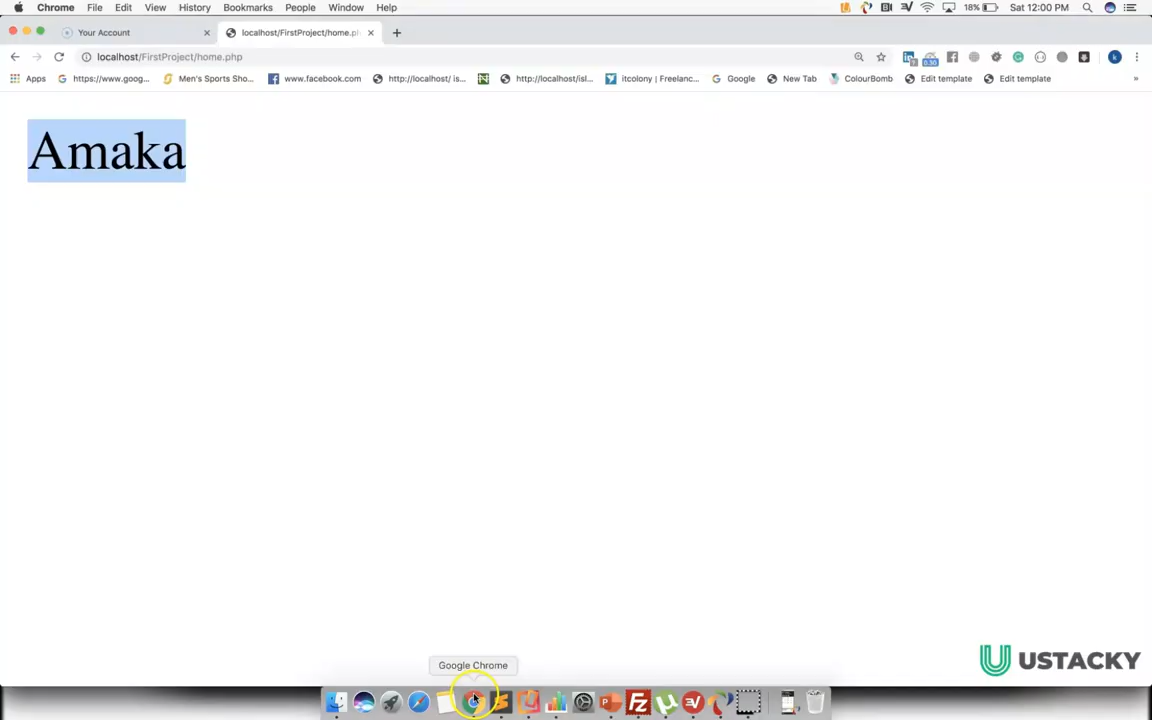 Chrome File Edit View History Bookmarks People Window Help 18% Sat 12:00 PM
Your Account localhost/FirstProject/home.ph
localhost/FirstProject/home.php
Apps https://www.goog... Men's Sports Sho... www.facebook.com http://localhost/ is... http://localhost/isl... itcolony | Freelanc... Google New Tab ColourBomb Edit template Edit template »
Amaka
USTACKY
Google Chrome